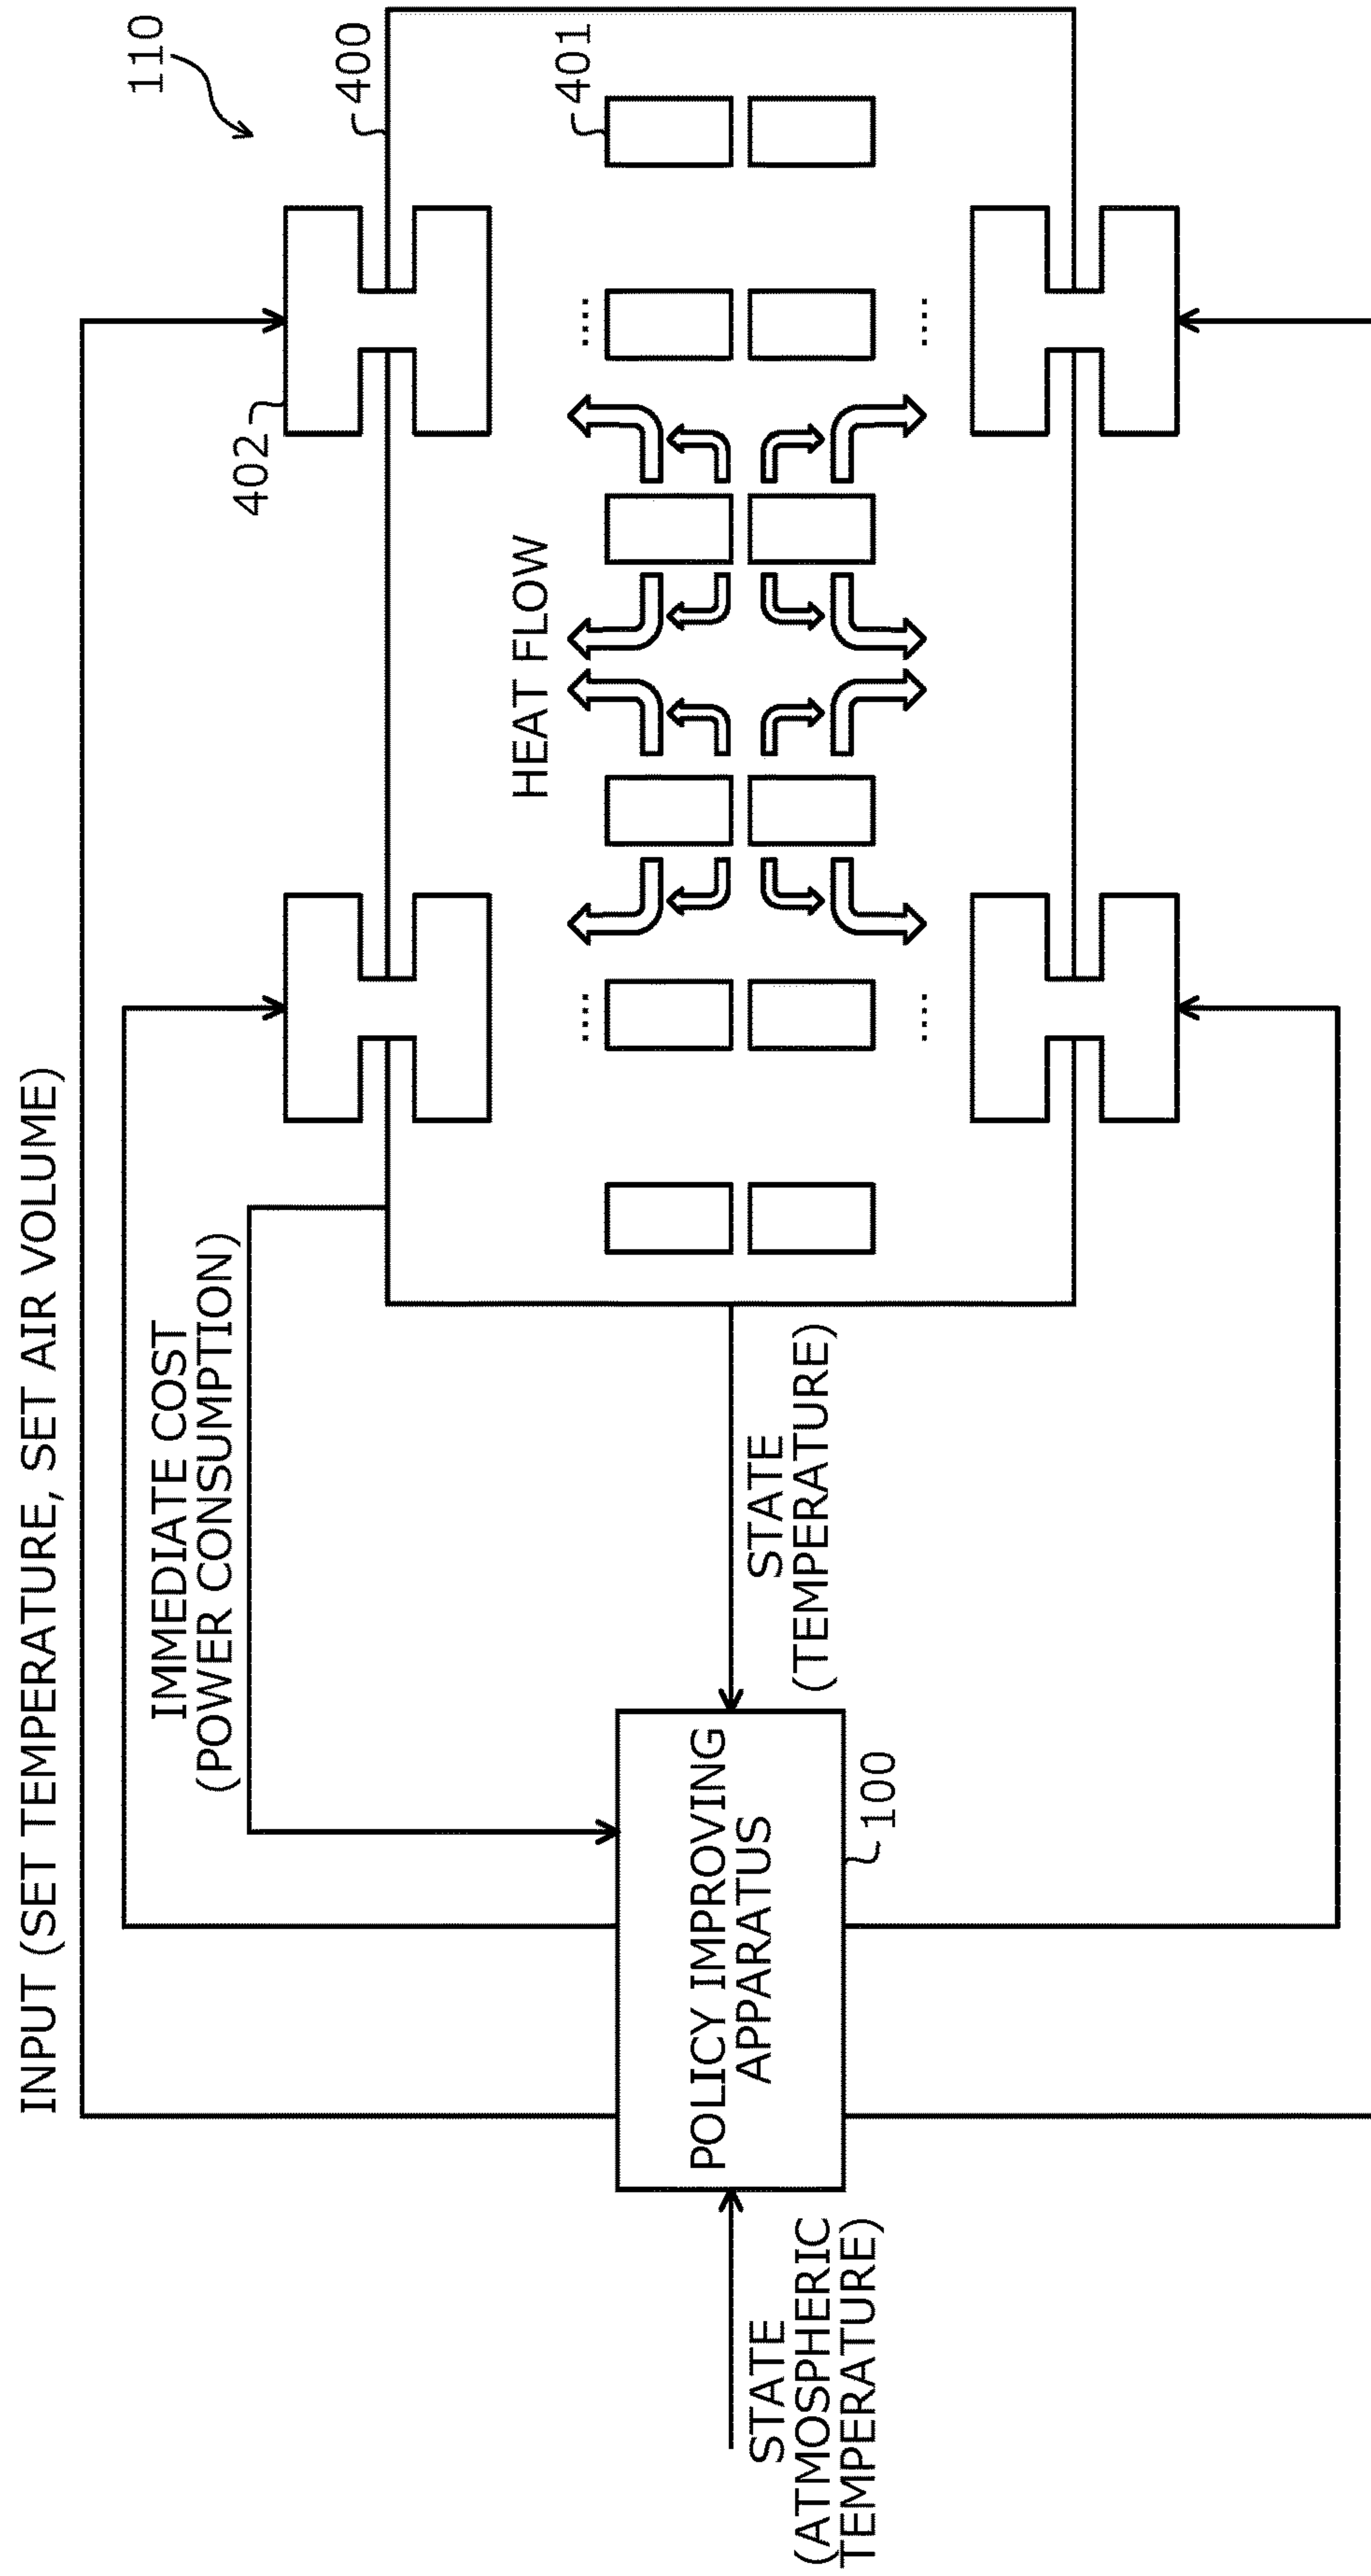 110
400
401
402
INPUT (SET TEMPERATURE, SET AIR VOLUME)
IMMEDIATE COST
(POWER CONSUMPTION)
HEAT FLOW
STATE
(TEMPERATURE)
POLICY IMPROVING
APPARATUS
100
STATE
(ATMOSPHERIC
TEMPERATURE)